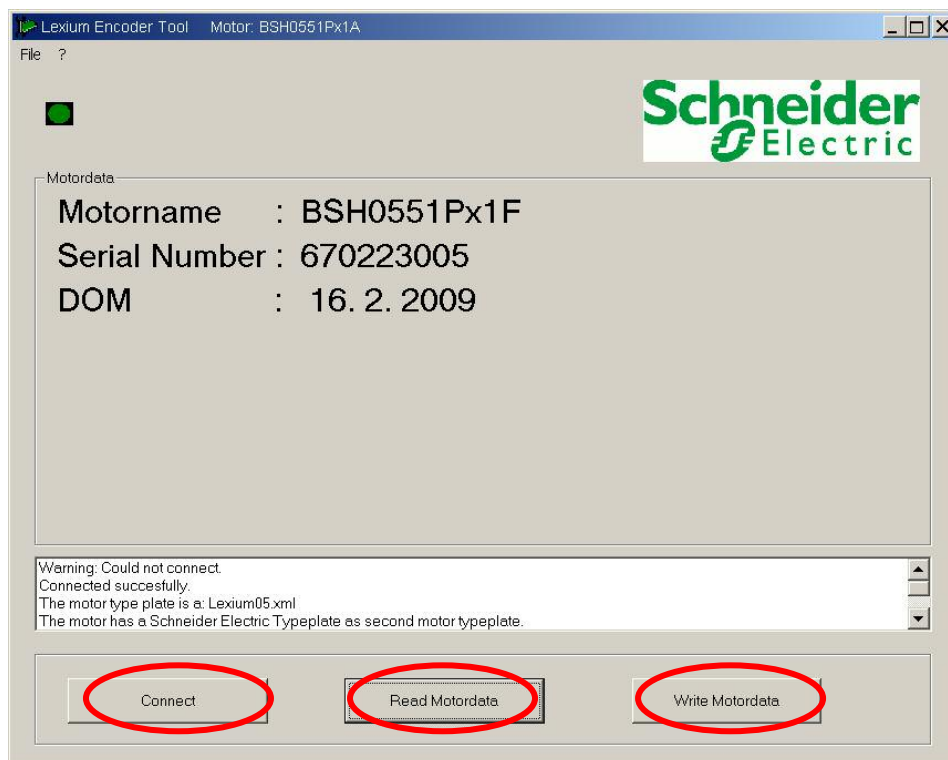 Lexium Encoder Tool Motor: BSH0551Px1A
File ?
Schneider
Electric
Motordata
Motorname : BSH0551Px1F
Serial Number : 670223005
DOM : 16. 2. 2009
Warning: Could not connect.
Connected succesfully.
The motor type plate is a: Lexium05.xml
The motor has a Schneider Electric Typeplate as second motor typeplate.
Connect
Read Motordata
Write Motordata